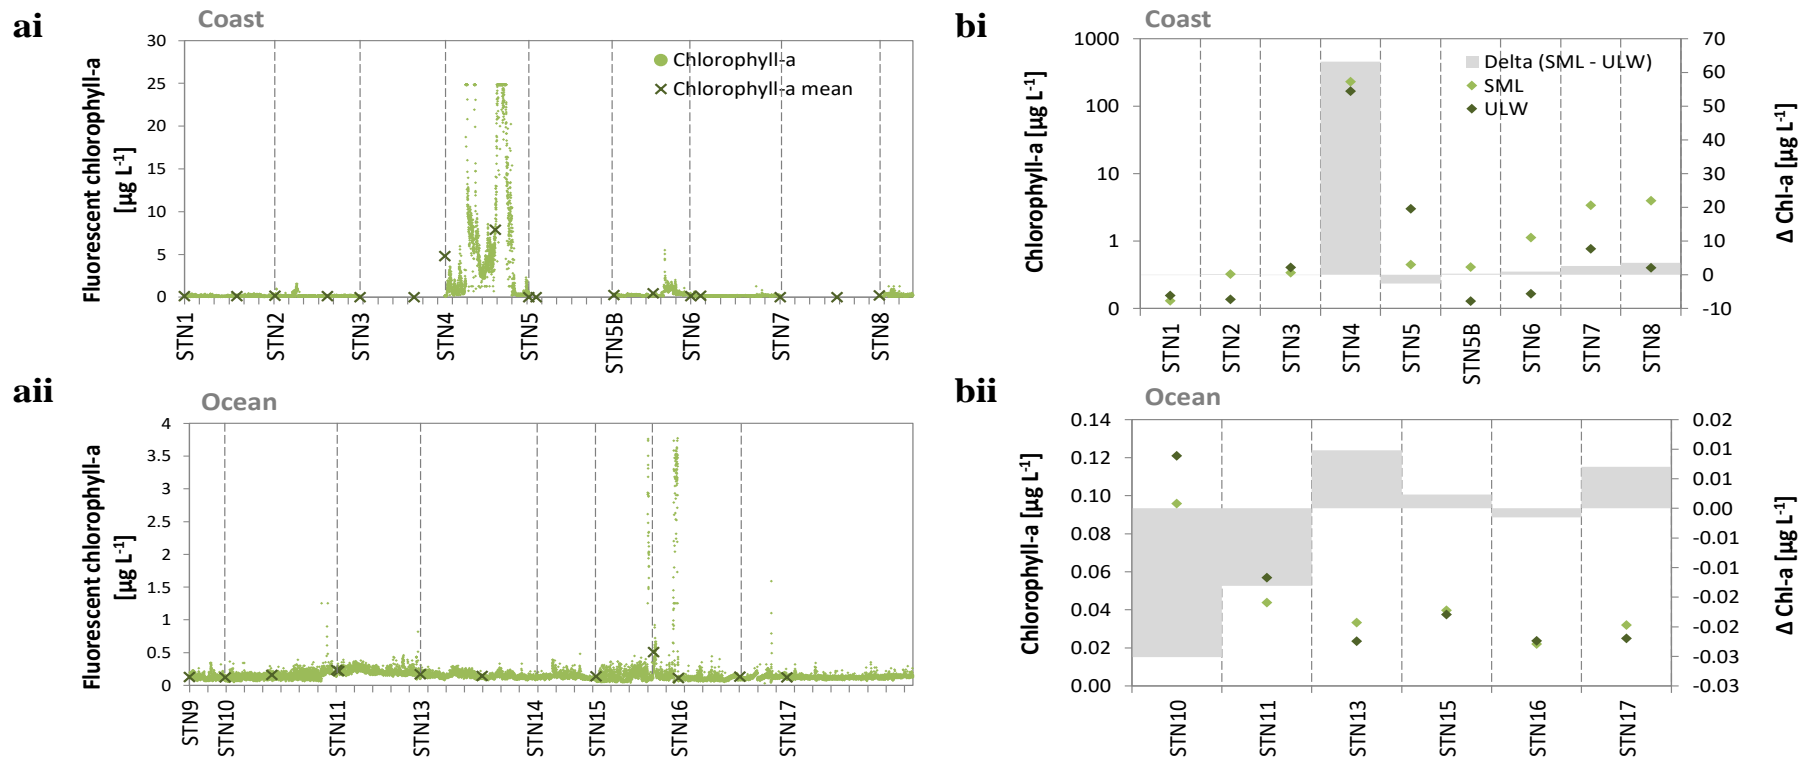 ai
Coast
Fluorescent chlorophyll-a
[µg L-1]
30
25
20
15
10
5
0
Chlorophyll-a
Chlorophyll-a mean
STN1
STN2
STN3
STN4
STN5
STN5B
STN6
STN7
STN8
bi
Coast
Chlorophyll-a [µg L-1]
1000
100
10
1
0
Delta (SML - ULW)
SML
ULW
70
60
50
40
30
20
10
0
-10
Δ Chl-a [µg L-1]
STN1
STN2
STN3
STN4
STN5
STN5B
STN6
STN7
STN8
aii
Ocean
Fluorescent chlorophyll-a
[µg L-1]
4
3.5
3
2.5
2
1.5
1
0.5
0
STN9
STN10
STN11
STN13
STN14
STN15
STN16
STN17
bii
Ocean
Chlorophyll-a [µg L-1]
0.14
0.12
0.10
0.08
0.06
0.04
0.02
0.00
0.02
0.01
0.01
0.00
-0.01
-0.01
-0.02
-0.02
-0.03
-0.03
Δ Chl-a [µg L-1]
STN10
STN11
STN13
STN15
STN16
STN17